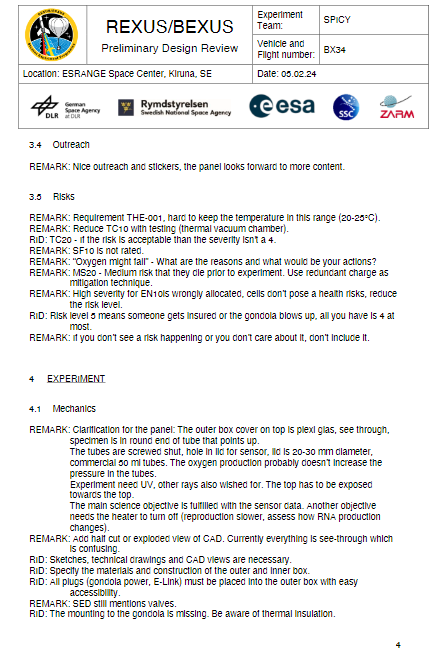 REXUS/BEXUS
Preliminary Design Review
Experiment Team:
SPICY
Vehicle and Flight number:
BX34
Location: ESRANGE Space Center, Kiruna, SE
Date: 05.02.24
DLR
German Space Agency at DLR
Rymdstyrelsen
Swedish National Space Agency
esa
SSC
ZARM
3.4 Outreach
REMARK: Nice outreach and stickers, the panel looks forward to more content.
3.5 Risks
REMARK: Requirement THE-001, hard to keep the temperature in this range (20-25°C).
REMARK: Reduce TC10 with testing (thermal vacuum chamber).
RID: TC20 - if the risk is acceptable than the severity isn't a 4.
REMARK: SF10 is not rated.
REMARK: "Oxygen might fail" - What are the reasons and what would be your actions?
REMARK: MS20 - Medium risk that they die prior to experiment. Use redundant charge as
mitigation technique.
REMARK: High severity for EN10is wrongly allocated, cells don't pose a health risks, reduce
the risk level.
RID: Risk level 5 means someone gets insured or the gondola blows up, all you have is 4 at
most.
REMARK: If you don't see a risk happening or you don't care about it, don't include it.
4 EXPERIMENT
4.1 Mechanics
REMARK: Clarification for the panel: The outer box cover on top is plexi glas, see through,
specimen is in round end of tube that points up.
The tubes are screwed shut, hole in lid for sensor, lid is 20-30 mm diameter,
commercial 50 ml tubes. The oxygen production probably doesn't increase the
pressure in the tubes.
Experiment need UV, other rays also wished for. The top has to be exposed
towards the top.
The main science objective is fulfilled with the sensor data. Another objective
needs the heater to turn off (reproduction slower, assess how RNA production
changes).
REMARK: Add half cut or exploded view of CAD. Currently everything is see-through which
is confusing.
RID: Sketches, technical drawings and CAD views are necessary.
RID: Specify the materials and construction of the outer and inner box.
RID: All plugs (gondola power, E-Link) must be placed into the outer box with easy
accessibility.
REMARK: SED still mentions valves.
RID: The mounting to the gondola is missing. Be aware of thermal insulation.
4